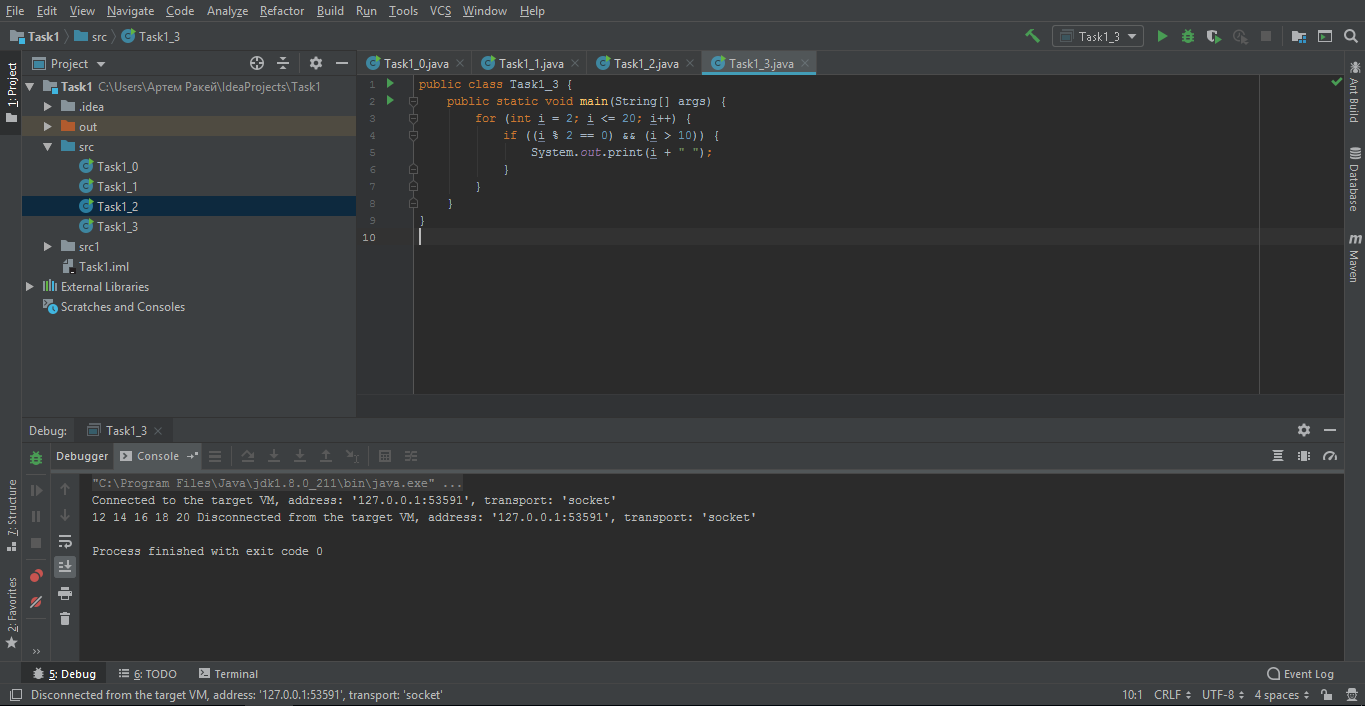 File Edit View Navigate Code Analyze Refactor Build Run Tools VCS Window Help
Task1 src Task1_3 Task1_3
1: Project
Project
Task1 C:\Users\Артем Ракей\IdeaProjects\Task1
.idea
out
src
Task1_0
Task1_1
Task1_2
Task1_3
src1
Task1.iml
External Libraries
Scratches and Consoles
Task1_0.java Task1_1.java Task1_2.java Task1_3.java
1 public class Task1_3 {
2 public static void main(String[] args) {
3 for (int i = 2; i <= 20; i++) {
4 if ((i % 2 == 0) && (i > 10)) {
5 System.out.print(i + " ");
6 }
7 }
8 }
9 }
10
Ant Build
Database
Maven
Debug: Task1_3
Debugger Console
"C:\Program Files\Java\jdk1.8.0_211\bin\java.exe" ...
Connected to the target VM, address: '127.0.0.1:53591', transport: 'socket'
12 14 16 18 20 Disconnected from the target VM, address: '127.0.0.1:53591', transport: 'socket'
Process finished with exit code 0
7: Structure
2: Favorites
5: Debug 6: TODO Terminal Event Log
Disconnected from the target VM, address: '127.0.0.1:53591', transport: 'socket' 10:1 CRLF UTF-8 4 spaces